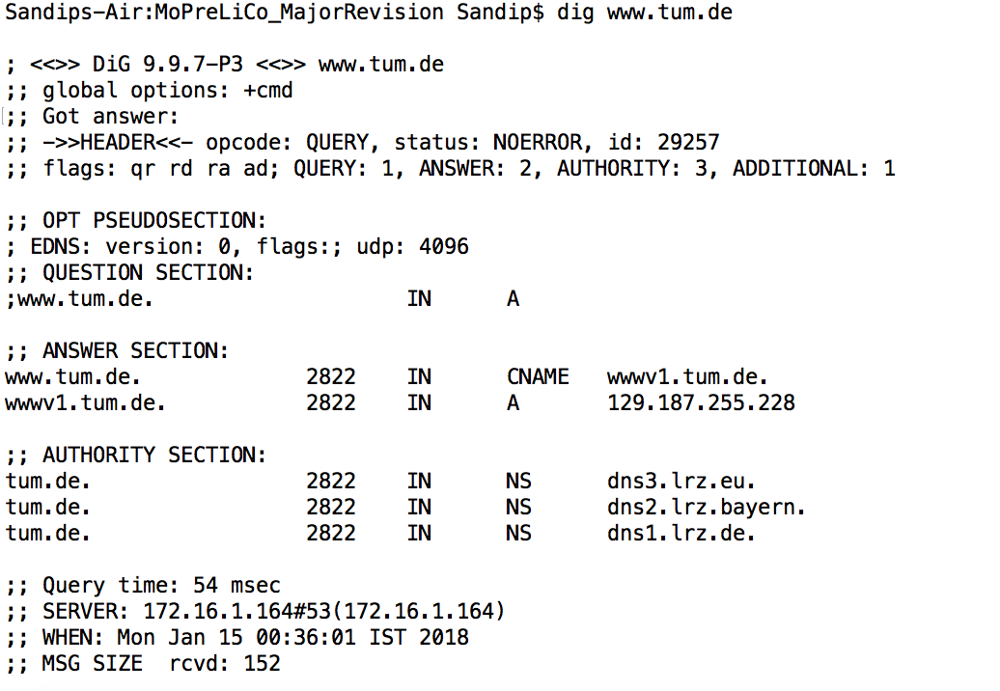 Sandips-Air:MoPreLiCo_MajorRevision Sandip$ dig www.tum.de
; <<>> DiG 9.9.7-P3 <<>> www.tum.de
;; global options: +cmd
;; Got answer:
;; ->>HEADER<<- opcode: QUERY, status: NOERROR, id: 29257
;; flags: qr rd ra ad; QUERY: 1, ANSWER: 2, AUTHORITY: 3, ADDITIONAL: 1
;; OPT PSEUDOSECTION:
; EDNS: version: 0, flags:; udp: 4096
;; QUESTION SECTION:
;www.tum.de. IN A
;; ANSWER SECTION:
www.tum.de. 2822 IN CNAME wwwv1.tum.de.
wwwv1.tum.de. 2822 IN A 129.187.255.228
;; AUTHORITY SECTION:
tum.de. 2822 IN NS dns3.lrz.eu.
tum.de. 2822 IN NS dns2.lrz.bayern.
tum.de. 2822 IN NS dns1.lrz.de.
;; Query time: 54 msec
;; SERVER: 172.16.1.164#53(172.16.1.164)
;; WHEN: Mon Jan 15 00:36:01 IST 2018
;; MSG SIZE  rcvd: 152